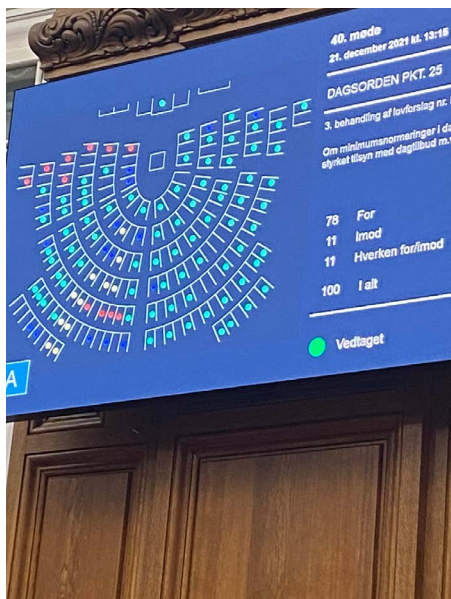 40. møde
21. december 2021 kl. 13:15
DAGSORDEN PKT. 25
3. behandling af lovforslag nr.
Om minimumsnormeringer i
styrket tilsyn med dagtilbud m.v
78 For
11 Imod
11 Hverken for/imod
100 I alt
Vedtaget
A